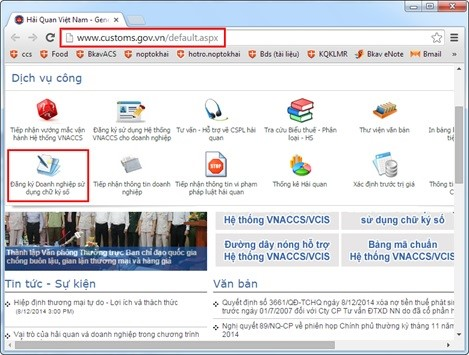 Hải Quan Việt Nam - Gene
www.customs.gov.vn/default.aspx
ccs Food BkavACS noptokhai hotro.noptokhai Bds (tài liệu) KQKLMR Bkav eNote Bkav Em
Dịch vụ công
Tiếp nhận vướng mắc vận hành Hệ thống VNACCS
Đăng ký sử dụng Hệ thống VNACCS cho doanh nghiệp
Tư vấn - Hỗ trợ về CSPL hải quan
Tra cứu Biểu thuế - Phân loại - HS
Thư viện văn bản
In bảng k
tử th
Đăng ký Doanh nghiệp sử dụng chữ ký số
Tiếp nhận thông tin doanh nghiệp
Tiếp nhận thông tin vi phạm pháp luật hải quan
Thống kê Hải quan
Xác định trước trị giá
Thông ti
Thành lập Văn phòng Thường trực Ban chỉ đạo quốc gia
chống buôn lậu, gian lận thương mại và hàng giả
Hệ thống VNACCS/VCIS
sử dụng chữ ký số
Đường dây nóng hỗ trợ
Hệ thống VNACCS/VCIS
Bảng mã chuẩn
Hệ thống VNACCS/VCIS
Tin tức - Sự kiện
Văn bản
Hiệp định thương mại tự do - Lợi ích và thách thức
(8/12/2014 3:00 PM)
Vai trò của hải quan và doanh nghiệp trong chương trình
Quyết định số 3661/QĐ-TCHQ ngày 8/12/2014 xóa nợ tiền thuế phát sin
trước ngày 01/7/2007 đối với Cty CP Tư vấn ĐTXD NN do đã có phần h
Nghị quyết 89/NQ-CP về phiên họp Chính phủ thường kỳ tháng 11 năm